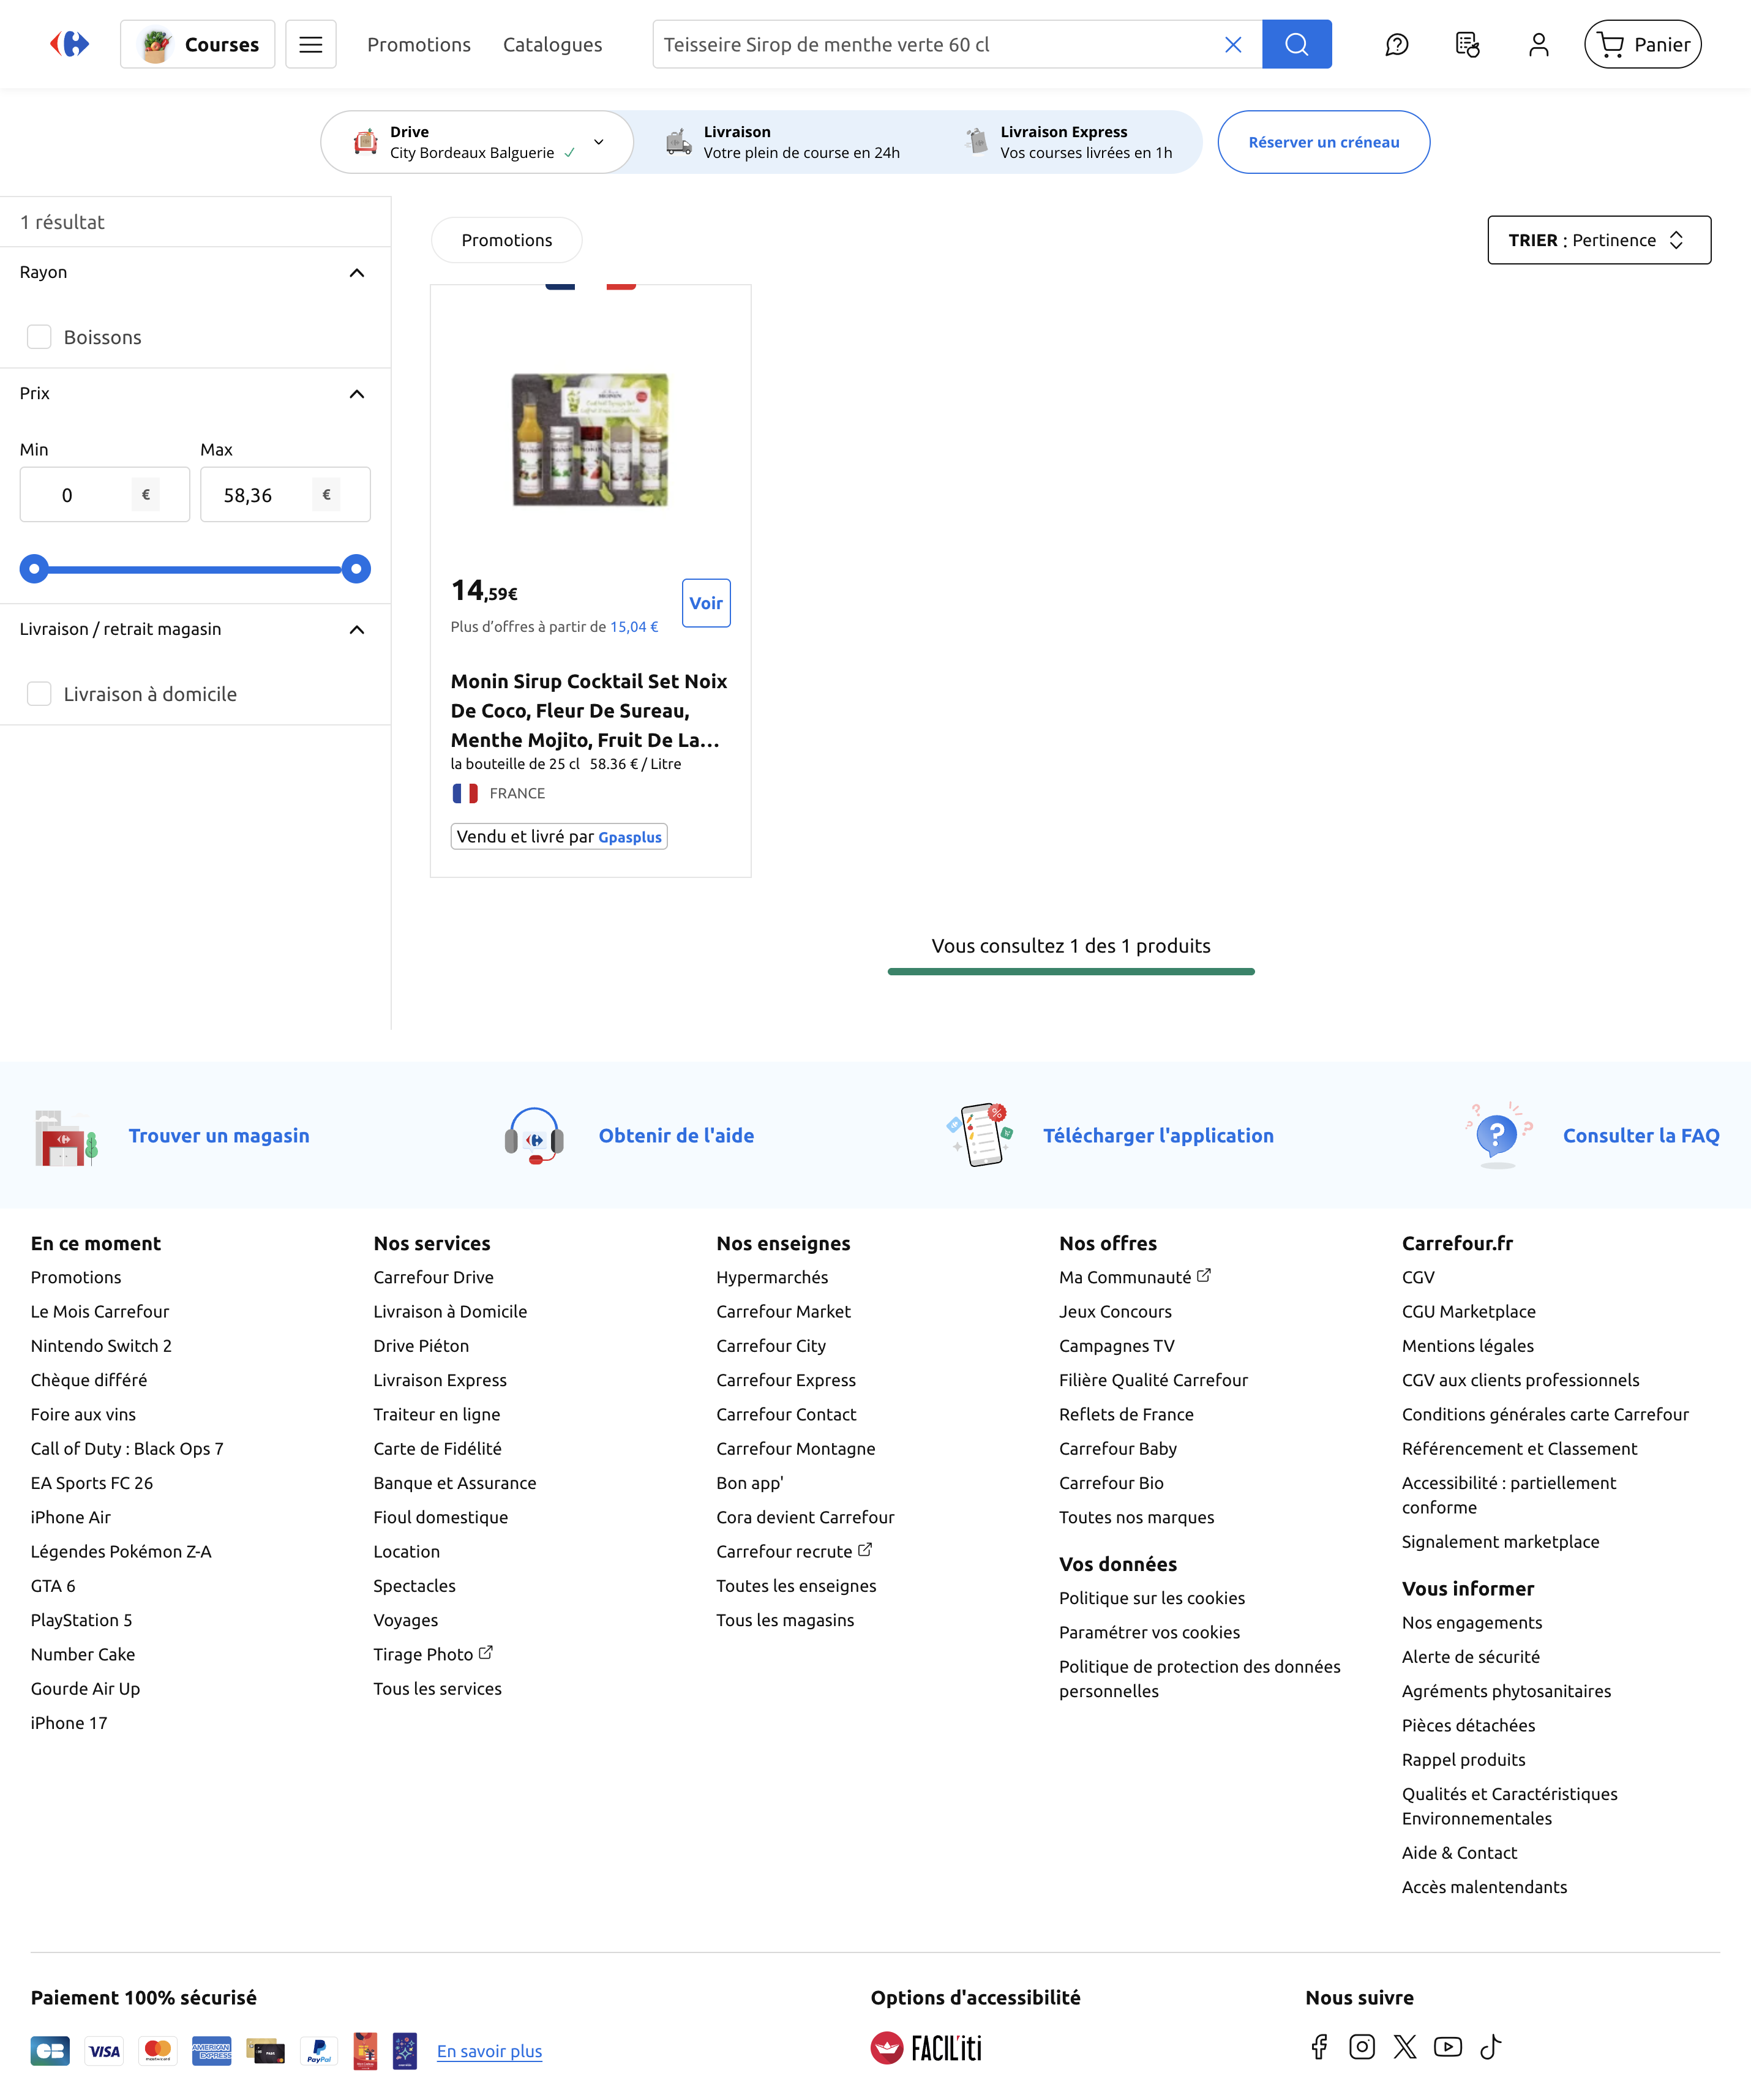 Courses
Promotions
Catalogues
Teisseire Sirop de menthe verte 60 cl
Panier
Drive
City Bordeaux Balguerie
Livraison
Votre plein de course en 24h
Livraison Express
Vos courses livrées en 1h
Réserver un créneau
1 résultat
Rayon
Boissons
Prix
Min
Max
0 €
58,36 €
Livraison / retrait magasin
Livraison à domicile
Promotions
TRIER : Pertinence
14,59€
Voir
Plus d’offres à partir de 15,04 €
Monin Sirup Cocktail Set Noix
De Coco, Fleur De Sureau,
Menthe Mojito, Fruit De La...
la bouteille de 25 cl 58.36 € / Litre
FRANCE
Vendu et livré par Gpasplus
Vous consultez 1 des 1 produits
Trouver un magasin
Obtenir de l'aide
Télécharger l'application
Consulter la FAQ
En ce moment
Promotions
Le Mois Carrefour
Nintendo Switch 2
Chèque différé
Foire aux vins
Call of Duty : Black Ops 7
EA Sports FC 26
iPhone Air
Légendes Pokémon Z-A
GTA 6
PlayStation 5
Number Cake
Gourde Air Up
iPhone 17
Nos services
Carrefour Drive
Livraison à Domicile
Drive Piéton
Livraison Express
Traiteur en ligne
Carte de Fidélité
Banque et Assurance
Fioul domestique
Location
Spectacles
Voyages
Tirage Photo
Tous les services
Nos enseignes
Hypermarchés
Carrefour Market
Carrefour City
Carrefour Express
Carrefour Contact
Carrefour Montagne
Bon app'
Cora devient Carrefour
Carrefour recrute
Toutes les enseignes
Tous les magasins
Nos offres
Ma Communauté
Jeux Concours
Campagnes TV
Filière Qualité Carrefour
Reflets de France
Carrefour Baby
Carrefour Bio
Toutes nos marques
Vos données
Politique sur les cookies
Paramétrer vos cookies
Politique de protection des données
personnelles
Carrefour.fr
CGV
CGU Marketplace
Mentions légales
CGV aux clients professionnels
Conditions générales carte Carrefour
Référencement et Classement
Accessibilité : partiellement
conforme
Signalement marketplace
Vous informer
Nos engagements
Alerte de sécurité
Agréments phytosanitaires
Pièces détachées
Rappel produits
Qualités et Caractéristiques
Environnementales
Aide & Contact
Accès malentendants
Paiement 100% sécurisé
CB
VISA
mastercard
AMERICAN
EXPRESS
PayPal
En savoir plus
Options d'accessibilité
FACIL'iti
Nous suivre